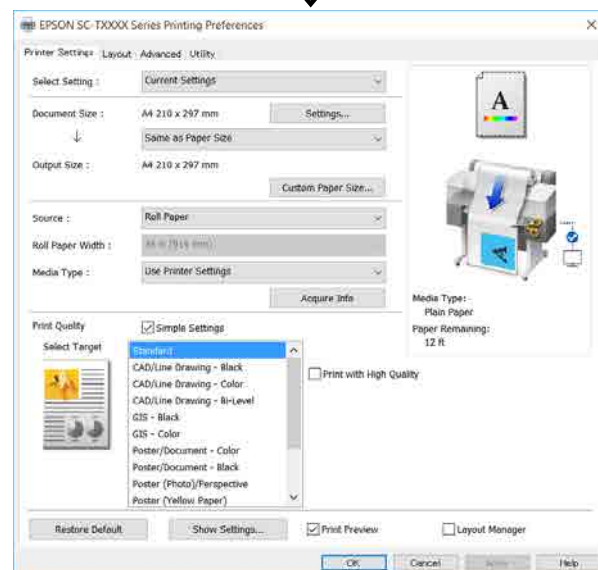 EPSON SC-TXXXX Series Printing Preferences
Printer Settings Layout Advanced Utility
Select Setting : Current Settings
Document Size : A4 210 x 297 mm Settings...
Same as Paper Size
Output Size : A4 210 x 297 mm
Custom Paper Size...
Source : Roll Paper
Roll Paper Width :
Media Type : Use Printer Settings
Acquire Info
A
Media Type:
Plain Paper
Paper Remaining:
12 ft
Print Quality Simple Settings
Select Target
Standard
CAD/Line Drawing - Black
CAD/Line Drawing - Color
CAD/Line Drawing - Bi-Level
GIS - Black
GIS - Color
Poster/Document - Color
Poster/Document - Black
Poster (Photo)/Perspective
Poster (Yellow Paper)
Print with High Quality
Restore Default Show Settings... Print Preview Layout Manager
OK Cancel Help